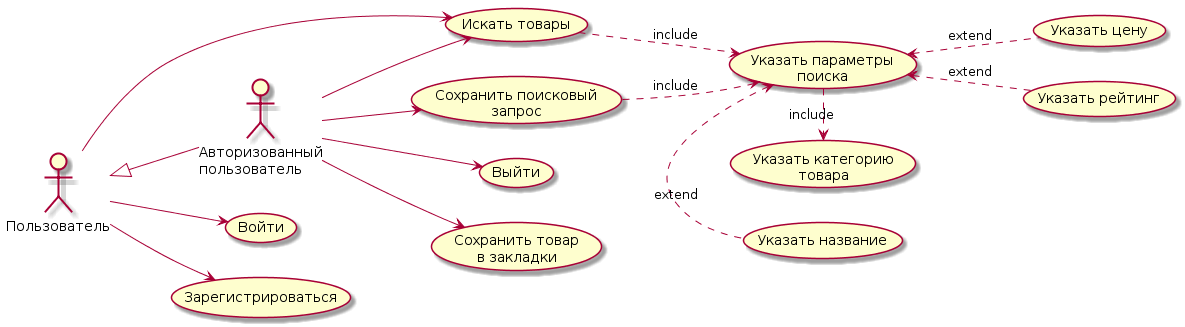 Искать товары
include
Указать параметры
поиска
extend
Указать цену
extend
Указать рейтинг
Сохранить поисковый
запрос
include
include
Авторизованный
пользователь
Выйти
Указать категорию
товара
extend
Пользователь
Войти
Сохранить товар
в закладки
Указать название
Зарегистрироваться